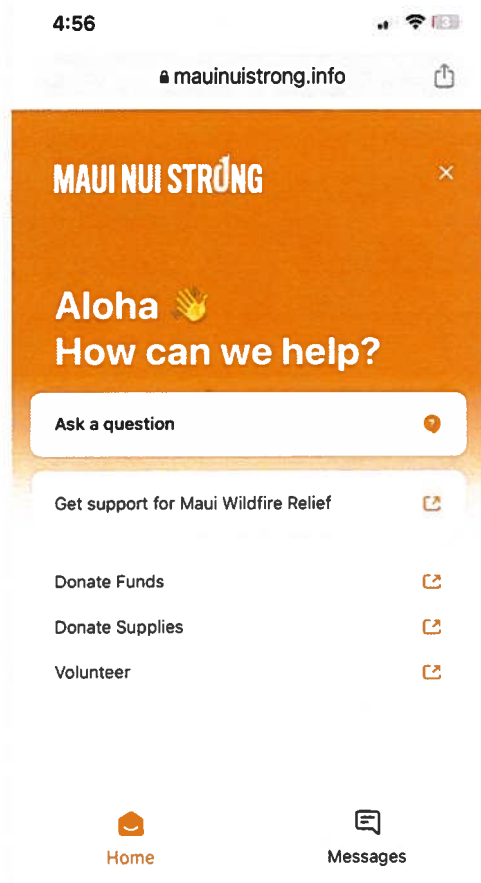 4:56
3
mauinuistrong.info
MAUI NUI STRONG
Aloha 👋
How can we help?
Ask a question
Get support for Maui Wildfire Relief
Donate Funds
Donate Supplies
Volunteer
Home
Messages